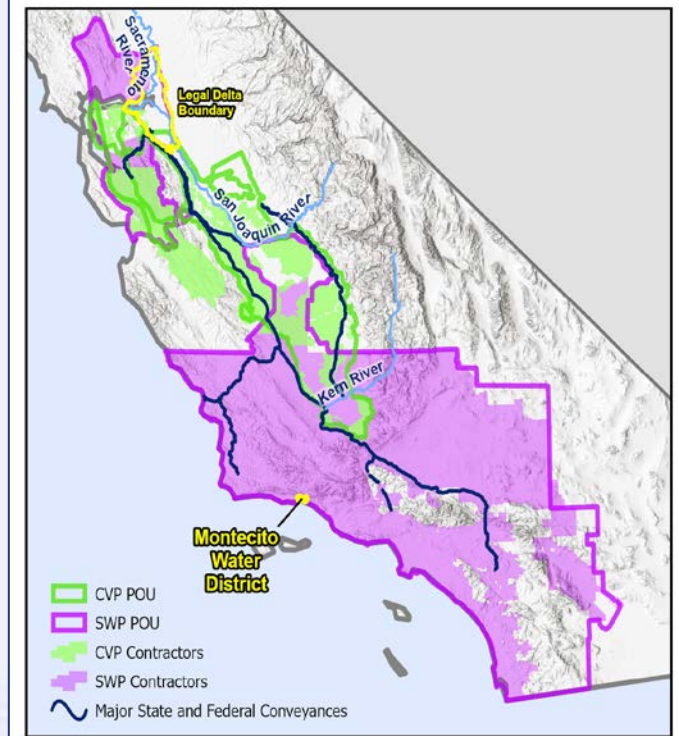 Sacramento
River
Legal Delta
Boundary
San Joaquin River
Kern River
Montecito
Water
District
CVP POU
SWP POU
CVP Contractors
SWP Contractors
Major State and Federal Conveyances